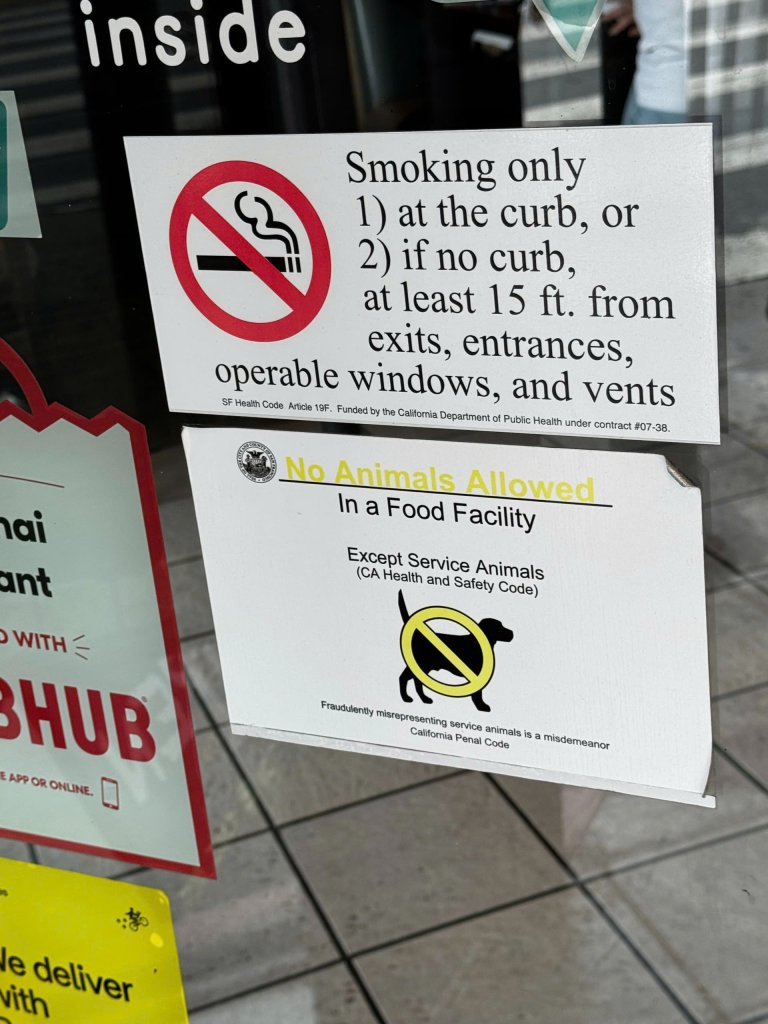 inside
Smoking only
1) at the curb, or
2) if no curb,
at least 15 ft. from
exits, entrances,
operable windows, and vents
SF Health Code Article 19F. Funded by the California Department of Public Health under contract #07-38.
No Animals Allowed
In a Food Facility
Except Service Animals
(CA Health and Safety Code)
Fraudulently misrepresenting service animals is a misdemeanor
California Penal Code
hai
ant
D WITH
BHUB
E APP OR ONLINE.
We deliver
with